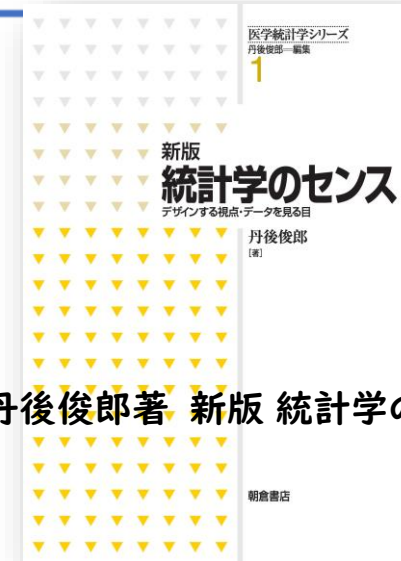 医学統計学シリーズ
丹後俊郎—編集
1
新版
統計学のセンス
デザインする視点・データを見る目
丹後俊郎
[著]
丹後俊郎著 新版 統計学の
朝倉書店